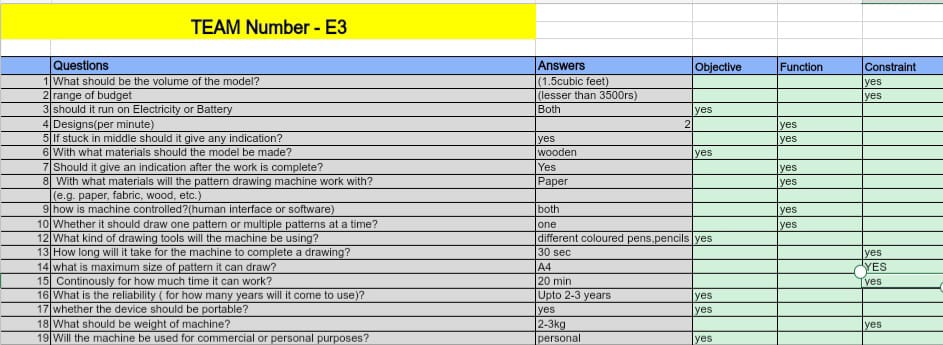 TEAM Number - E3
Questions Answers Objective Function Constraint
1 What should be the volume of the model? (1.5cubic feet) yes
2 range of budget (lesser than 3500rs) yes
3 should it run on Electricity or Battery Both yes
4 Designs(per minute) 2 yes
5 If stuck in middle should it give any indication? yes yes
6 With what materials should the model be made? wooden yes
7 Should it give an indication after the work is complete? Yes yes
8 With what materials will the pattern drawing machine work with? Paper yes
(e.g. paper, fabric, wood, etc.)
9 how is machine controlled?(human interface or software) both yes
10 Whether it should draw one pattern or multiple patterns at a time? one yes
12 What kind of drawing tools will the machine be using? different coloured pens,pencils yes
13 How long will it take for the machine to complete a drawing? 30 sec yes
14 what is maximum size of pattern it can draw? A4 YES
15 Continously for how much time it can work? 20 min yes
16 What is the reliability ( for how many years will it come to use)? Upto 2-3 years yes
17 whether the device should be portable? yes yes
18 What should be weight of machine? 2-3kg yes
19 Will the machine be used for commercial or personal purposes? personal yes